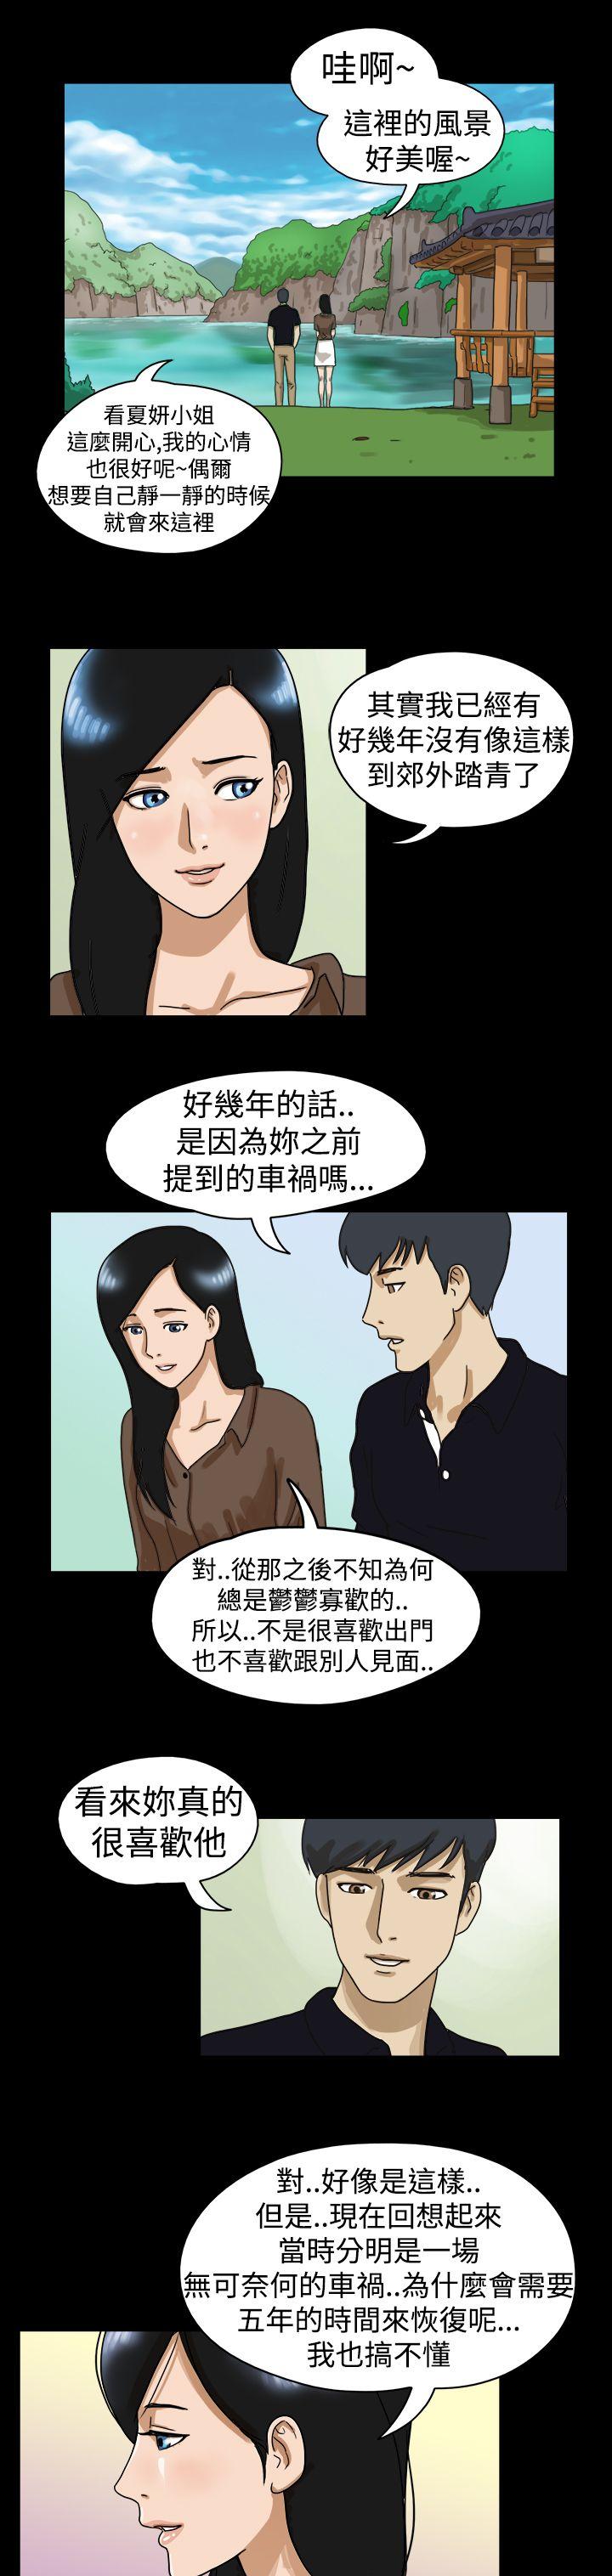 哇啊~
這裡的風景
好美喔~
看夏妍小姐
這麼開心,我的心情
也很好呢~偶爾
想要自己靜一靜的時候
就會來這裡
其實我已經有
好幾年沒有像這樣
到郊外踏青了
好幾年的話..
是因為妳之前
提到的車禍嗎...
對..從那之後不知為何
總是鬱鬱寡歡的..
所以..不是很喜歡出門
也不喜歡跟別人見面..
看來妳真的
很喜歡他
對..好像是這樣..
但是..現在回想起來
當時分明是一場
無可奈何的車禍..為什麼會需要
五年的時間來恢復呢...
我也搞不懂